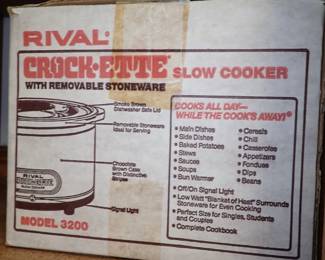 RIVAL®
CROCK•ETTE® SLOW COOKER
WITH REMOVABLE STONEWARE
Smoke Brown
Dishwasher Safe Lid
Removable Stoneware
Ideal for Serving
Chocolate
Brown Case
with Distinctive
Stripes
Signal Light
RIVAL
CROCK•ETTE
MODEL 3200
COOKS ALL DAY—
WHILE THE COOK'S AWAY!®
• Main Dishes
• Side Dishes
• Baked Potatoes
• Stews
• Sauces
• Soups
• Bun Warmer
• Cereals
• Chili
• Casseroles
• Appetizers
• Fondues
• Dips
• Beans
• Off/On Signal Light
• Low Watt "Blanket of Heat" Surrounds
Stoneware for Even Cooking
• Perfect Size for Singles, Students
and Couples
• Complete Cookbook